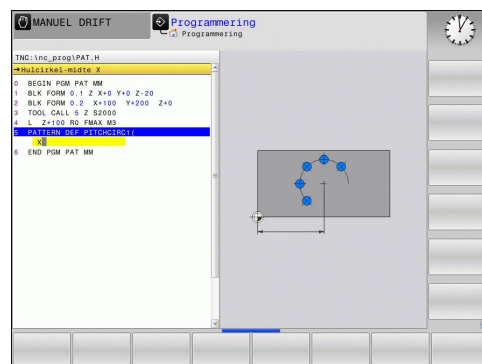 MANUEL DRIFT
Programmering
Programmering
TNC:\nc_prog\PAT.H
→Hulcirkel-midte X
0 BEGIN PGM PAT MM
1 BLK FORM 0.1 Z X+0 Y+0 Z-20
2 BLK FORM 0.2 X+100 Y+200 Z+0
3 TOOL CALL 5 Z S2000
4 L Z+100 R0 FMAX M3
5 PATTERN DEF PITCHCIRC1(
X
6 END PGM PAT MM